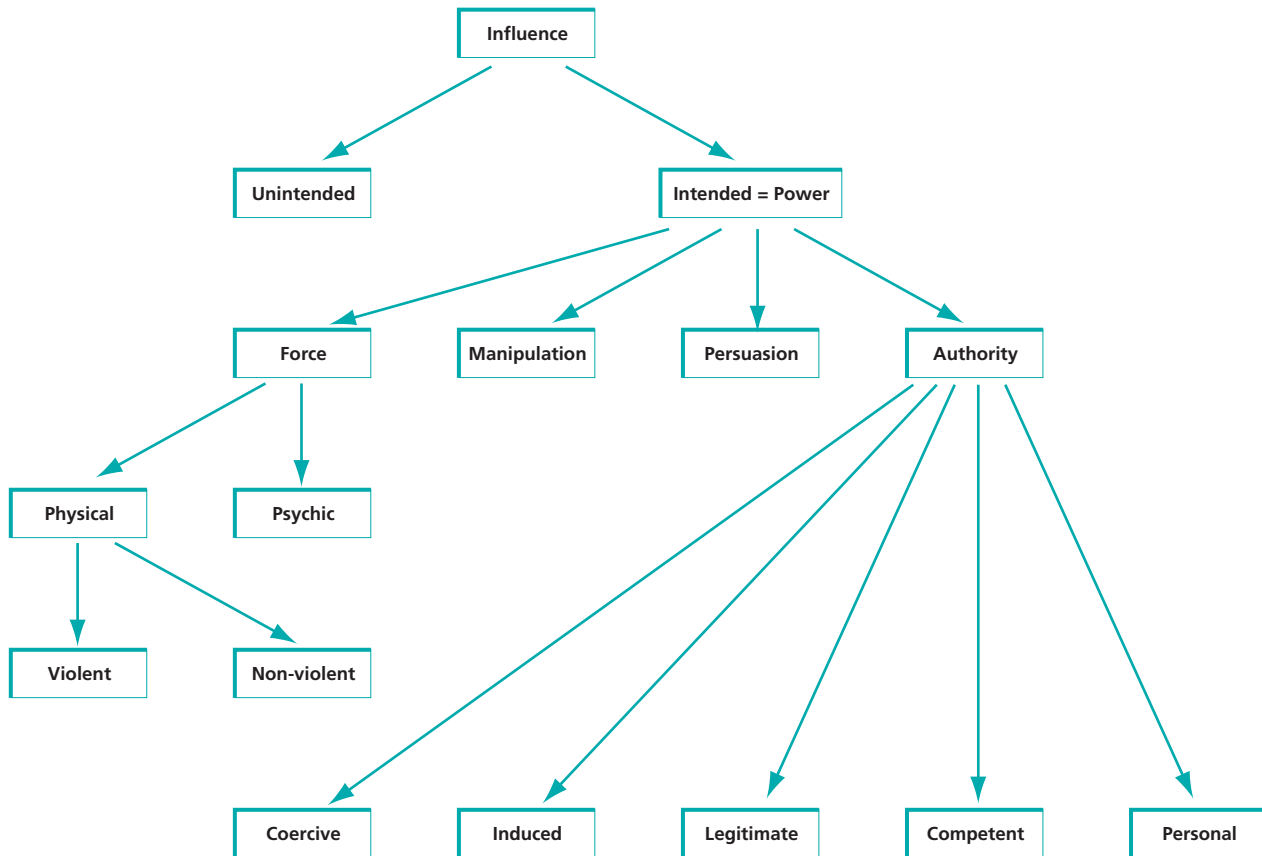 Influence
Unintended
Intended = Power
Force
Manipulation
Persuasion
Authority
Physical
Psychic
Violent
Non-violent
Coercive
Induced
Legitimate
Competent
Personal